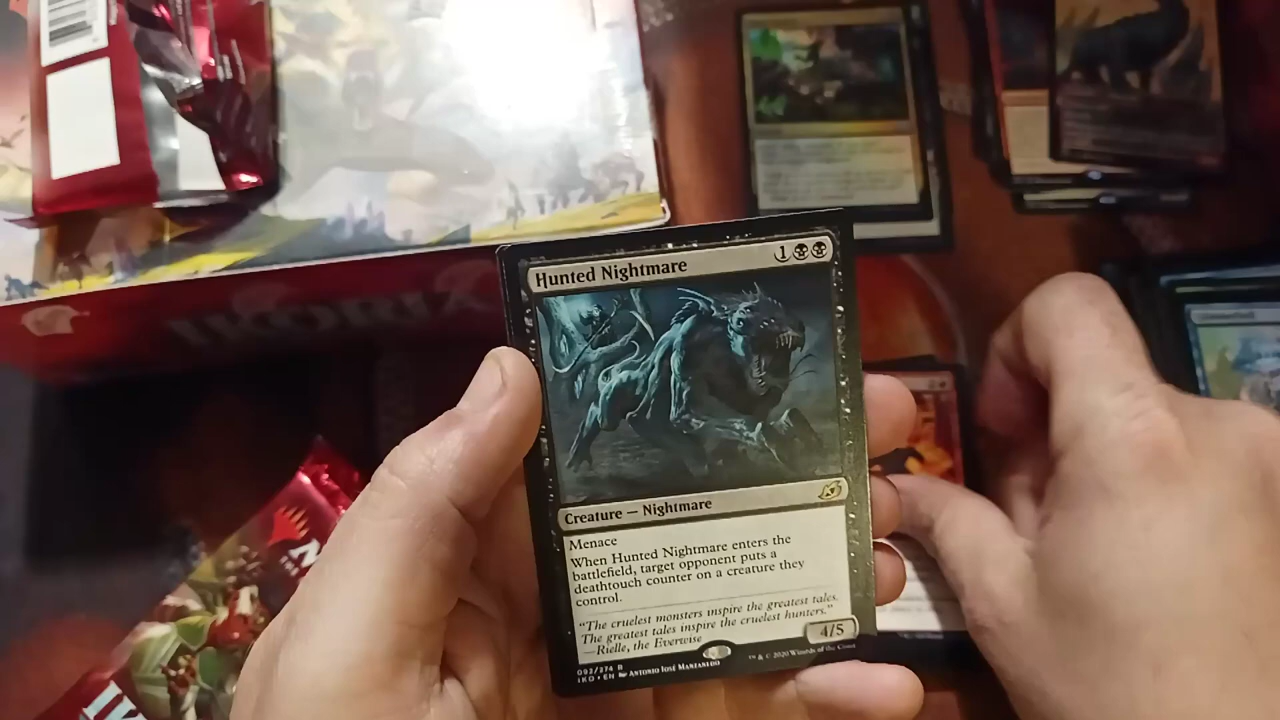 IKORIA
Hunted Nightmare
1
Creature — Nightmare
Menace
When Hunted Nightmare enters the
battlefield, target opponent puts a
deathtouch counter on a creature they
control.
"The cruelest monsters inspire the greatest tales.
The greatest tales inspire the cruelest hunters."
—Rielle, the Everwise
4/5
092/274 R
IKO • EN Antonio José Manzanedo
™ & © 2020 Wizards of the Coast